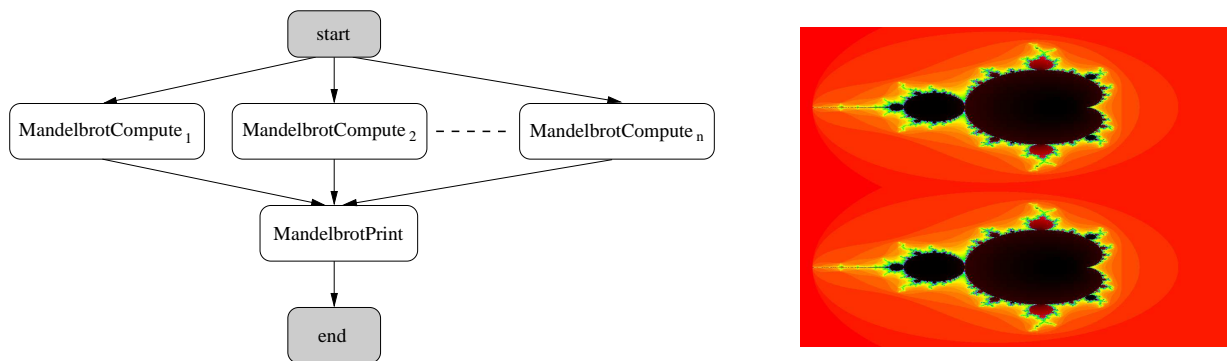 start
MandelbrotCompute 1
MandelbrotCompute 2
MandelbrotCompute n
MandelbrotPrint
end